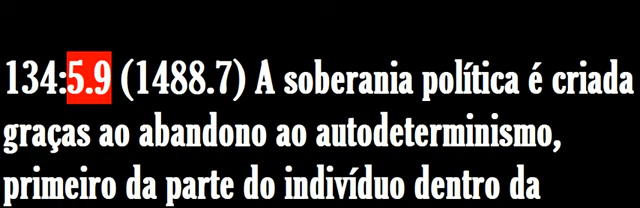 134:5.9 (1488.7) A soberania política é criada
graças ao abandono ao autodeterminismo,
primeiro da parte do indivíduo dentro da